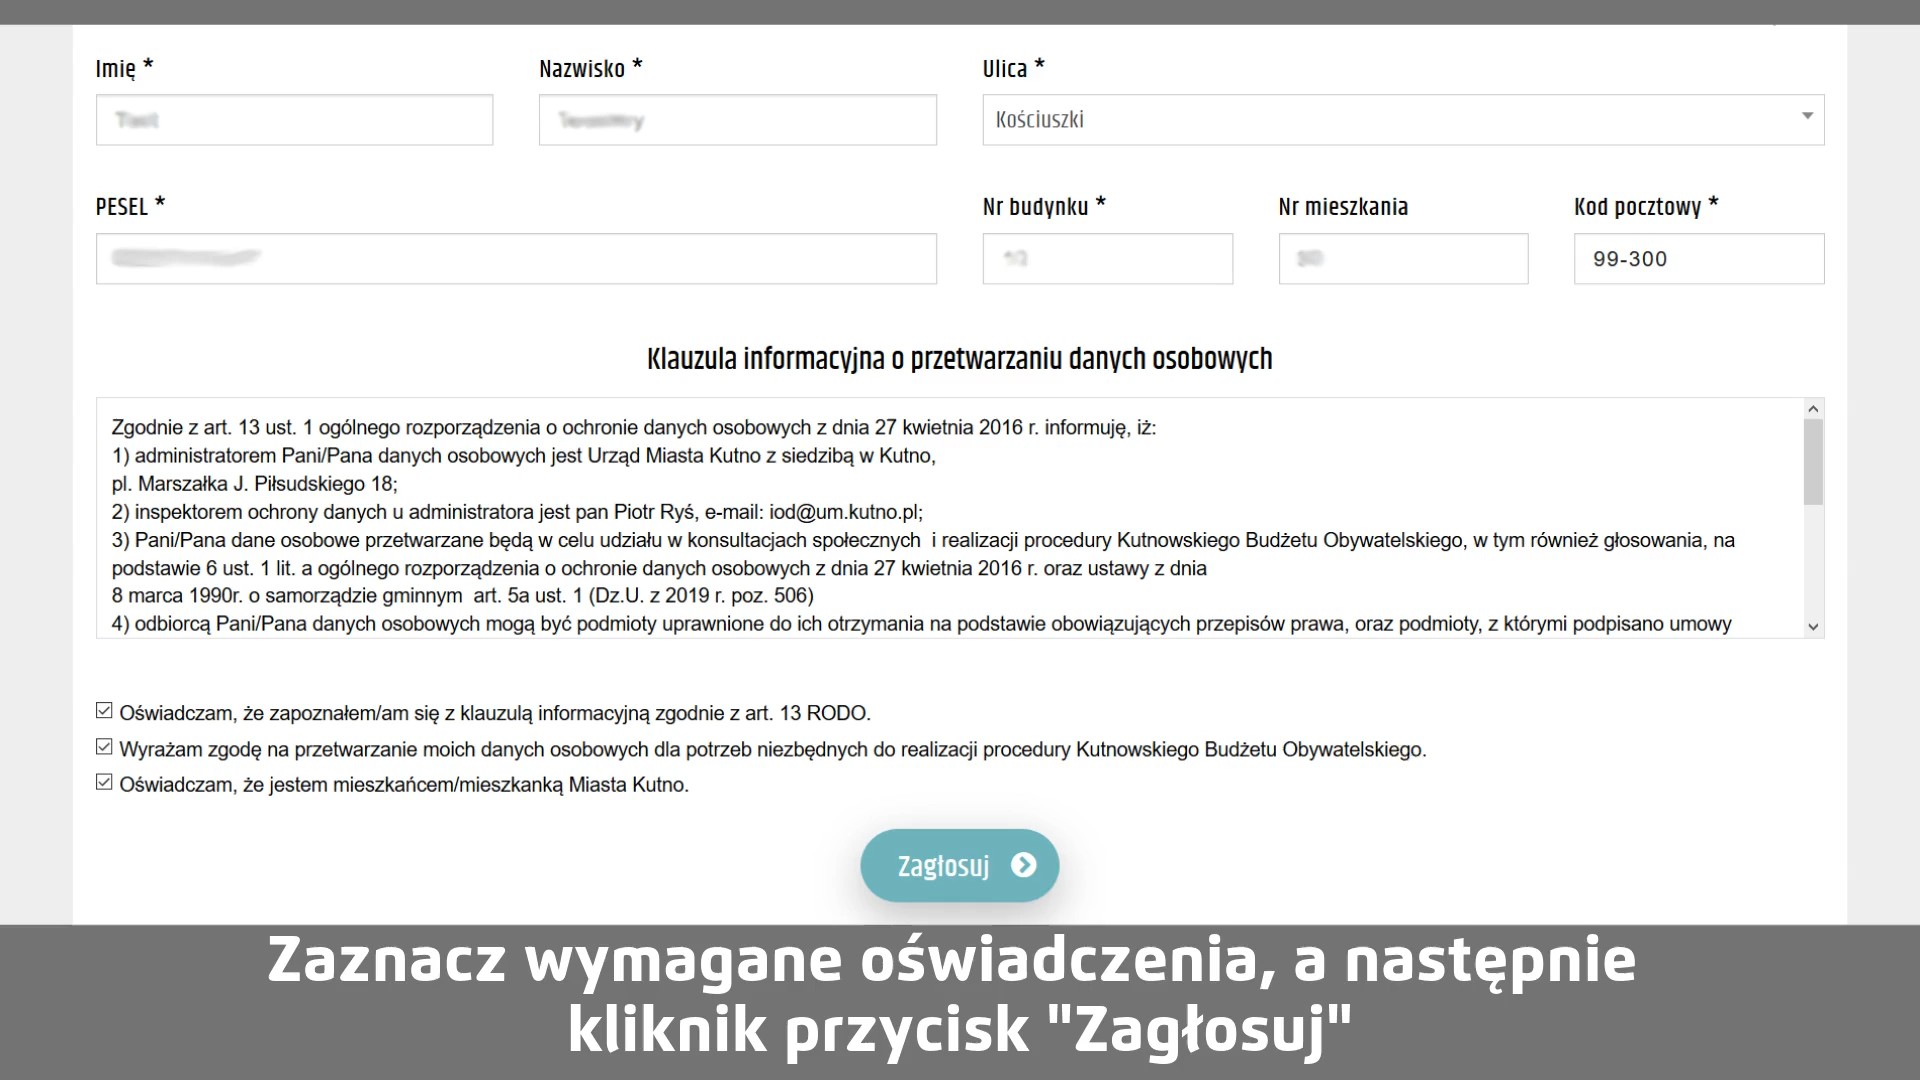 Imię *
Nazwisko *
Ulica *
Kościuszki
PESEL *
Nr budynku *
Nr mieszkania
Kod pocztowy *
99-300
Klauzula informacyjna o przetwarzaniu danych osobowych
Zgodnie z art. 13 ust. 1 ogólnego rozporządzenia o ochronie danych osobowych z dnia 27 kwietnia 2016 r. informuję, iż:
1) administratorem Pani/Pana danych osobowych jest Urząd Miasta Kutno z siedzibą w Kutno,
pl. Marszałka J. Piłsudskiego 18;
2) inspektorem ochrony danych u administratora jest pan Piotr Ryś, e-mail: iod@um.kutno.pl;
3) Pani/Pana dane osobowe przetwarzane będą w celu udziału w konsultacjach społecznych  i realizacji procedury Kutnowskiego Budżetu Obywatelskiego, w tym również głosowania, na
podstawie 6 ust. 1 lit. a ogólnego rozporządzenia o ochronie danych osobowych z dnia 27 kwietnia 2016 r. oraz ustawy z dnia
8 marca 1990r. o samorządzie gminnym  art. 5a ust. 1 (Dz.U. z 2019 r. poz. 506)
4) odbiorcą Pani/Pana danych osobowych mogą być podmioty uprawnione do ich otrzymania na podstawie obowiązujących przepisów prawa, oraz podmioty, z którymi podpisano umowy
Oświadczam, że zapoznałem/am się z klauzulą informacyjną zgodnie z art. 13 RODO.
Wyrażam zgodę na przetwarzanie moich danych osobowych dla potrzeb niezbędnych do realizacji procedury Kutnowskiego Budżetu Obywatelskiego.
Oświadczam, że jestem mieszkańcem/mieszkanką Miasta Kutno.
Zagłosuj
Zaznacz wymagane oświadczenia, a następnie
kliknik przycisk "Zagłosuj"